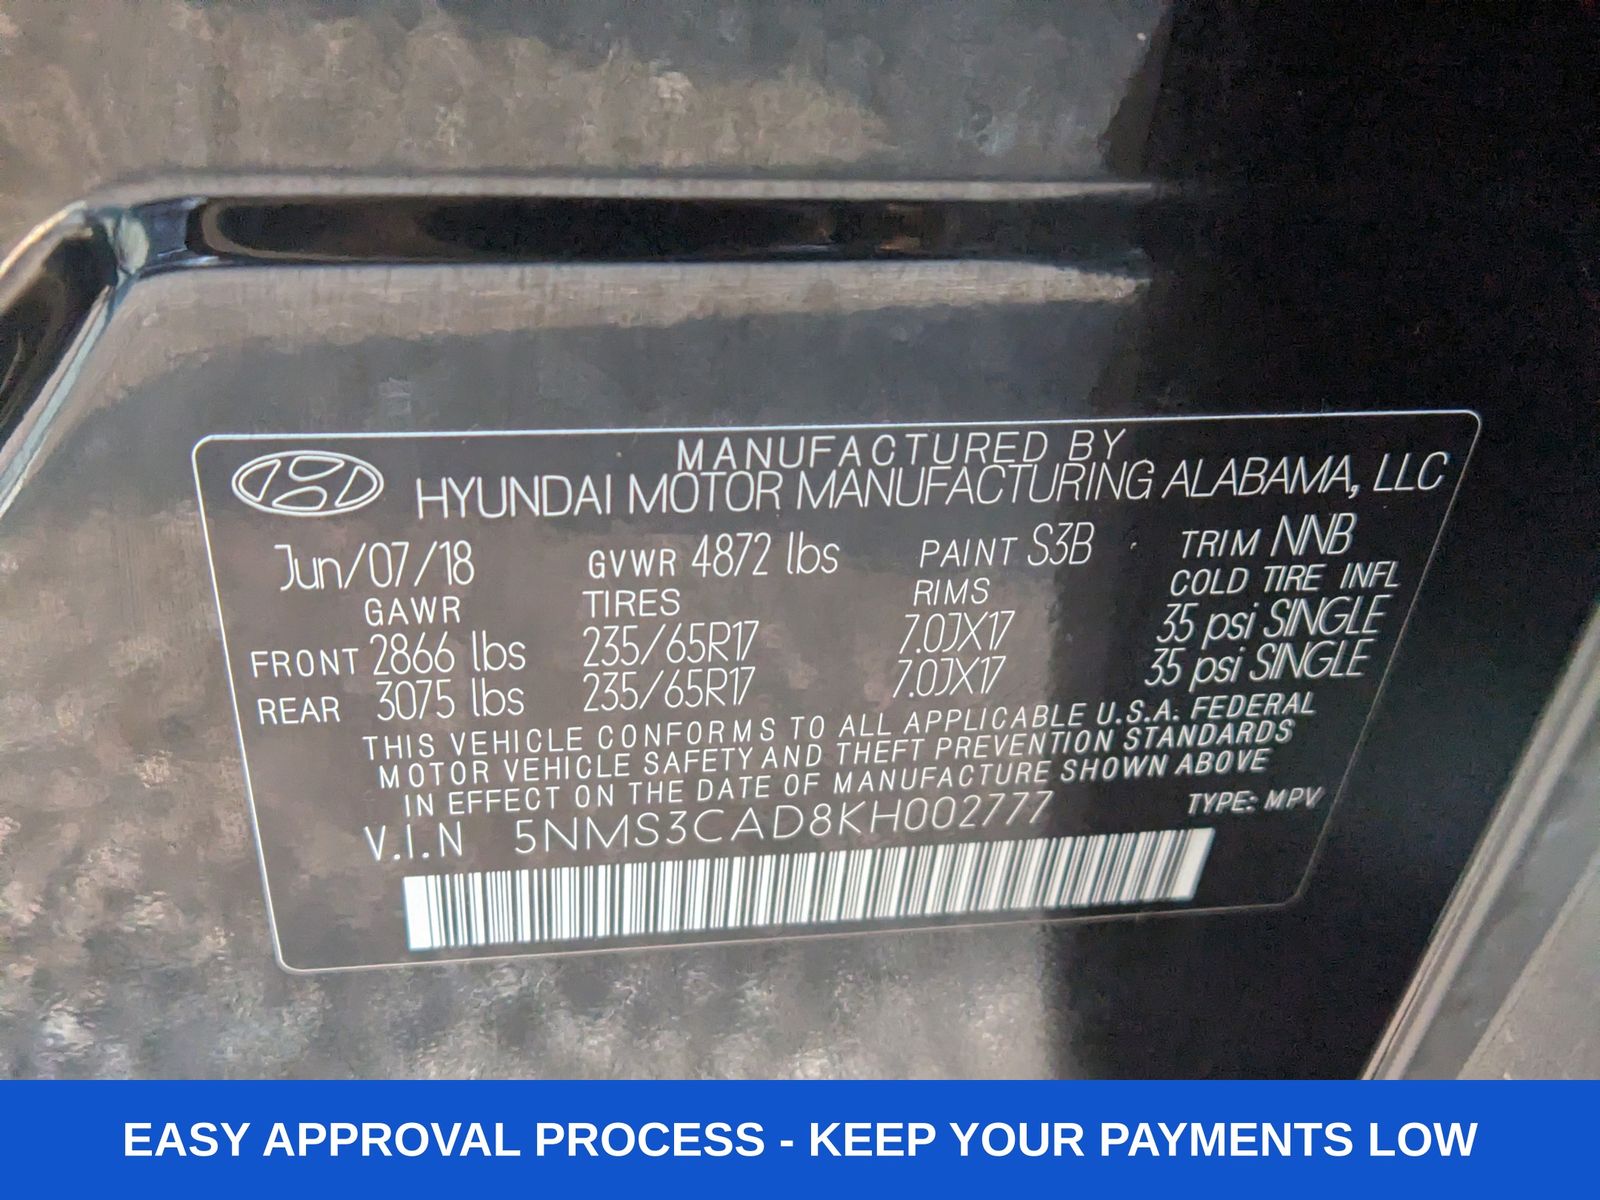 MANUFACTURED BY
HYUNDAI MOTOR MANUFACTURING ALABAMA, LLC
Jun/07/18 GVWR 4872 lbs PAINT S3B TRIM NNB
GAWR TIRES RIMS COLD TIRE INFL
FRONT 2866 lbs 235/65R17 7.0JX17 35 psi SINGLE
REAR 3075 lbs 235/65R17 7.0JX17 35 psi SINGLE
THIS VEHICLE CONFORMS TO ALL APPLICABLE U.S.A. FEDERAL
MOTOR VEHICLE SAFETY AND THEFT PREVENTION STANDARDS
IN EFFECT ON THE DATE OF MANUFACTURE SHOWN ABOVE
V.I.N 5NMS3CAD8KH002777 TYPE: MPV
EASY APPROVAL PROCESS - KEEP YOUR PAYMENTS LOW